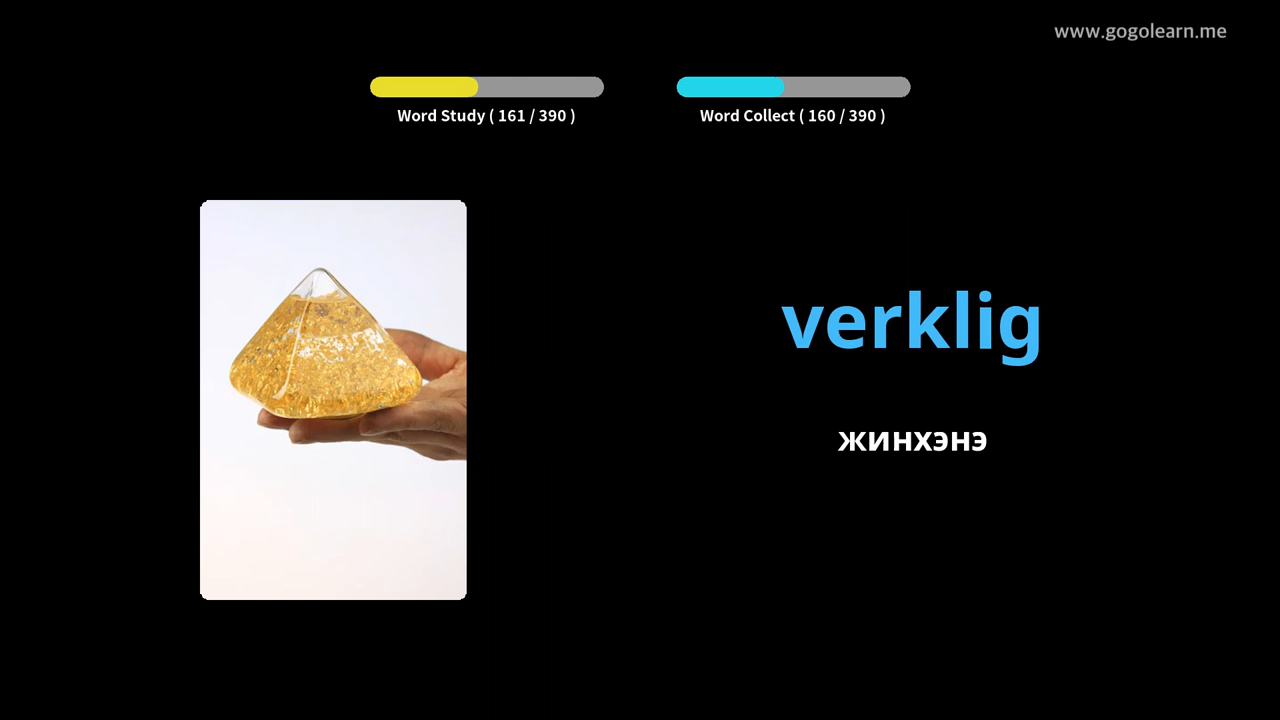 www.gogolearn.me
Word Study ( 161 / 390 )
Word Collect ( 160 / 390 )
verklig
жинхэнэ